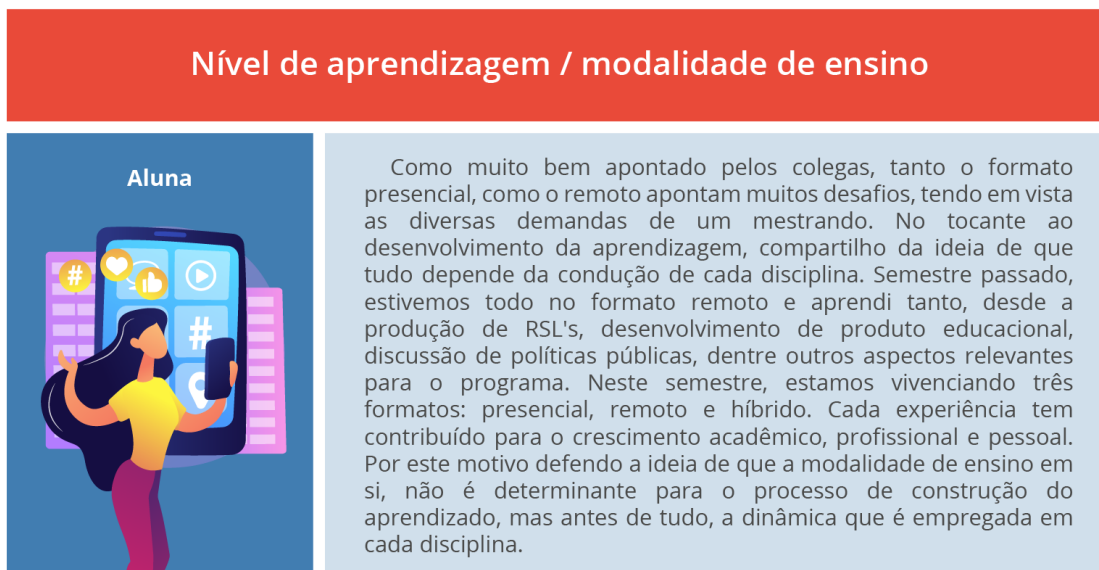 Nível de aprendizagem / modalidade de ensino
Aluna
Como muito bem apontado pelos colegas, tanto o formato
presencial, como o remoto apontam muitos desafios, tendo em vista
as diversas demandas de um mestrando. No tocante ao
desenvolvimento da aprendizagem, compartilho da ideia de que
tudo depende da condução de cada disciplina. Semestre passado,
estivemos todo no formato remoto e aprendi tanto, desde a
produção de RSL's, desenvolvimento de produto educacional,
discussão de políticas públicas, dentre outros aspectos relevantes
para o programa. Neste semestre, estamos vivenciando três
formatos: presencial, remoto e híbrido. Cada experiência tem
contribuído para o crescimento acadêmico, profissional e pessoal.
Por este motivo defendo a ideia de que a modalidade de ensino em
si, não é determinante para o processo de construção do
aprendizado, mas antes de tudo, a dinâmica que é empregada em
cada disciplina.